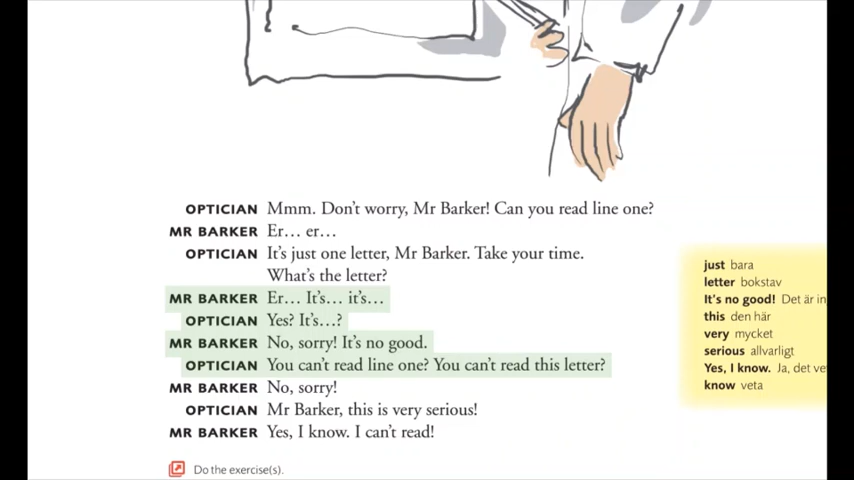 OPTICIAN Mmm. Don't worry, Mr Barker! Can you read line one?
MR BARKER Er… er…
OPTICIAN It's just one letter, Mr Barker. Take your time.
What's the letter?
MR BARKER Er… It's… it's…
OPTICIAN Yes? It's…?
MR BARKER No, sorry! It's no good.
OPTICIAN You can't read line one? You can't read this letter?
MR BARKER No, sorry!
OPTICIAN Mr Barker, this is very serious!
MR BARKER Yes, I know. I can't read!
Do the exercise(s).
just bara
letter bokstav
It's no good! Det är in
this den här
very mycket
serious allvarligt
Yes, I know. Ja, det ve
know veta